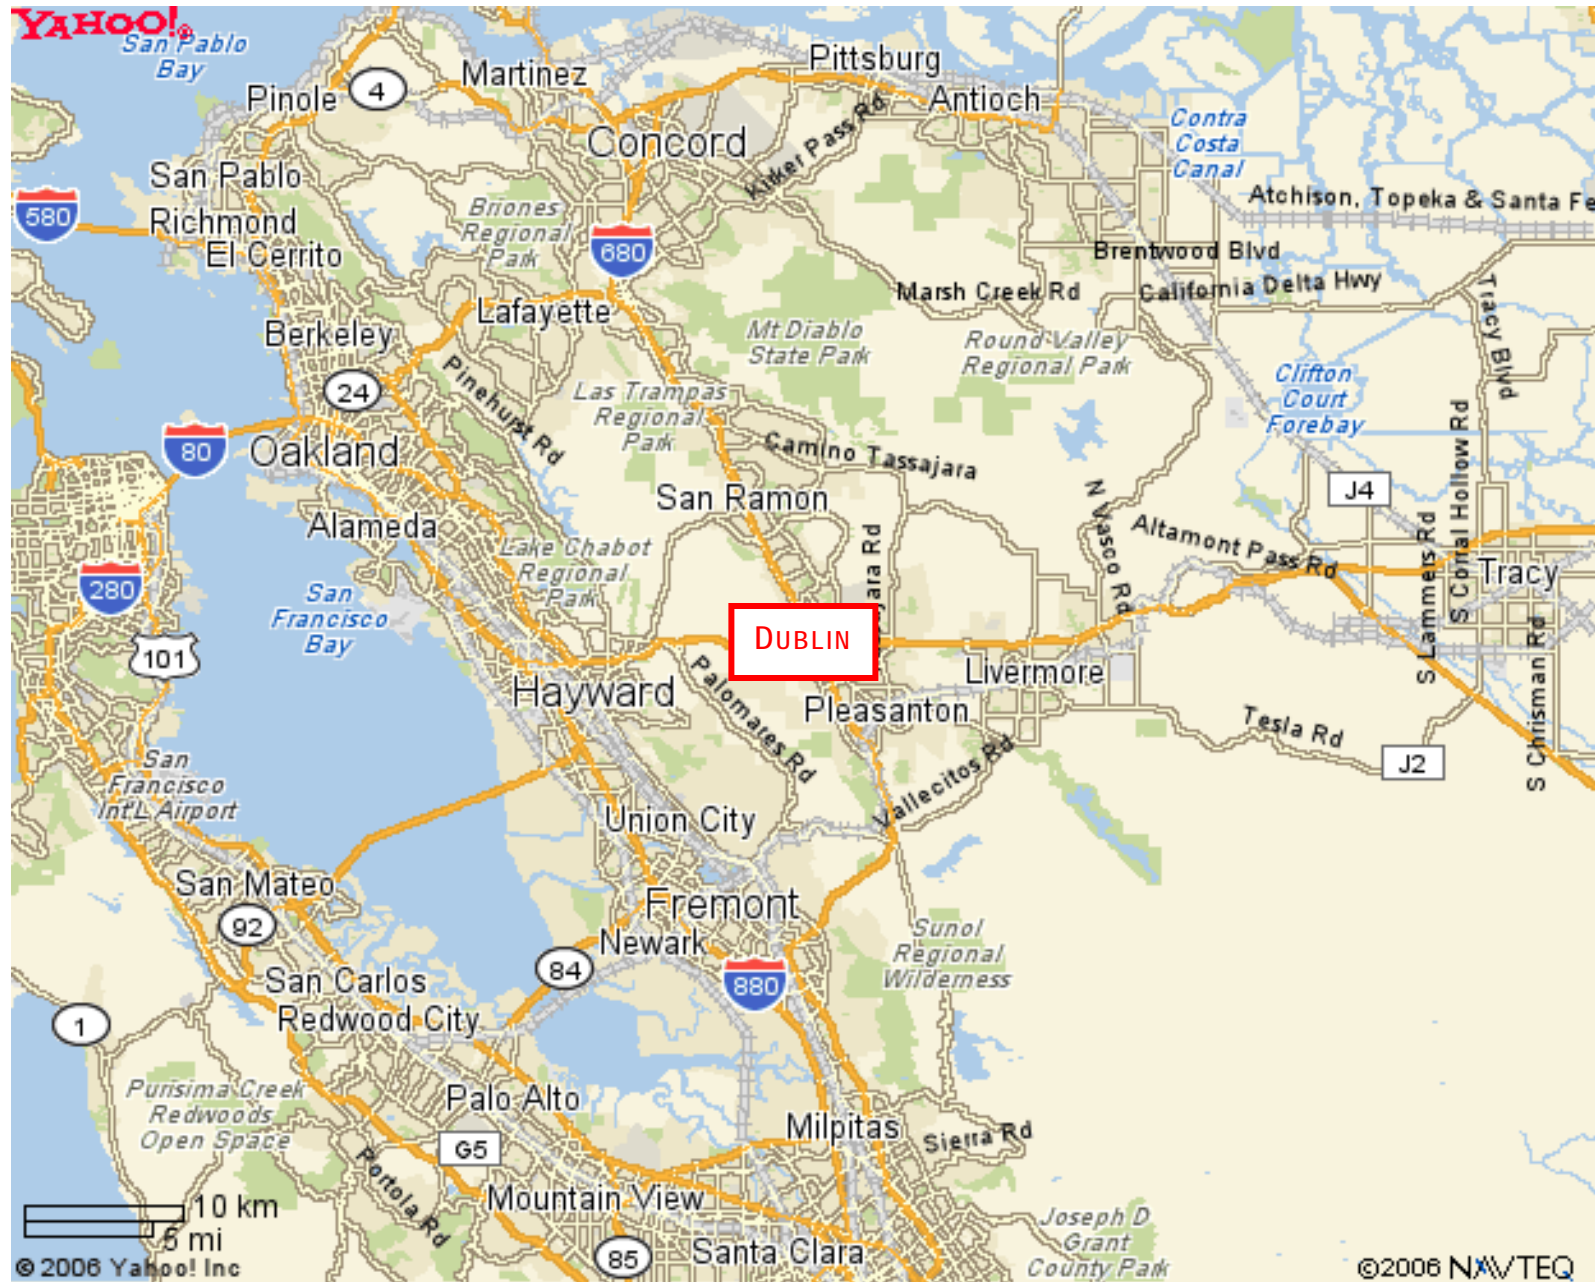 YAHOO!®
San Pablo
Bay
Martinez
Pittsburg
Pinole
4
Antioch
Concord
Contra
Costa
Canal
Kirker Pass Rd
San Pablo
580
Richmond
Briones
Regional
Park
Atchison, Topeka & Santa Fe
El Cerrito
680
Brentwood Blvd
Marsh Creek Rd
California Delta Hwy
Tracy Blvd
Lafayette
Berkeley
Mt Diablo
State Park
Round Valley
Regional Park
24
Pinehurst Rd
Las Trampas
Regional
Park
Clifton
Court
Forebay
80
Oakland
Camino Tassajara
S Corral Hollow Rd
San Ramon
J4
N Vasco Rd
Alameda
Altamont Pass Rd
S Lammers Rd
Lake Chabot
Regional
Park
jara Rd
Tracy
280
San
Francisco
Bay
DUBLIN
101
Hayward
Palomares Rd
Livermore
Pleasanton
S Chrisman Rd
Tesla Rd
J2
San
Francisco
Int'L Airport
Vallecitos Rd
Union City
San Mateo
92
Fremont
Newark
Sunol
Regional
Wilderness
84
880
San Carlos
1
Redwood City
Purisima Creek
Redwoods
Open Space
Palo Alto
Milpitas
Sierra Rd
G5
Portola Rd
Mountain View
10 km
5 mi
Joseph D
Grant
County Park
85
Santa Clara
© 2006 Yahoo! Inc
©2006 NAVTEQ